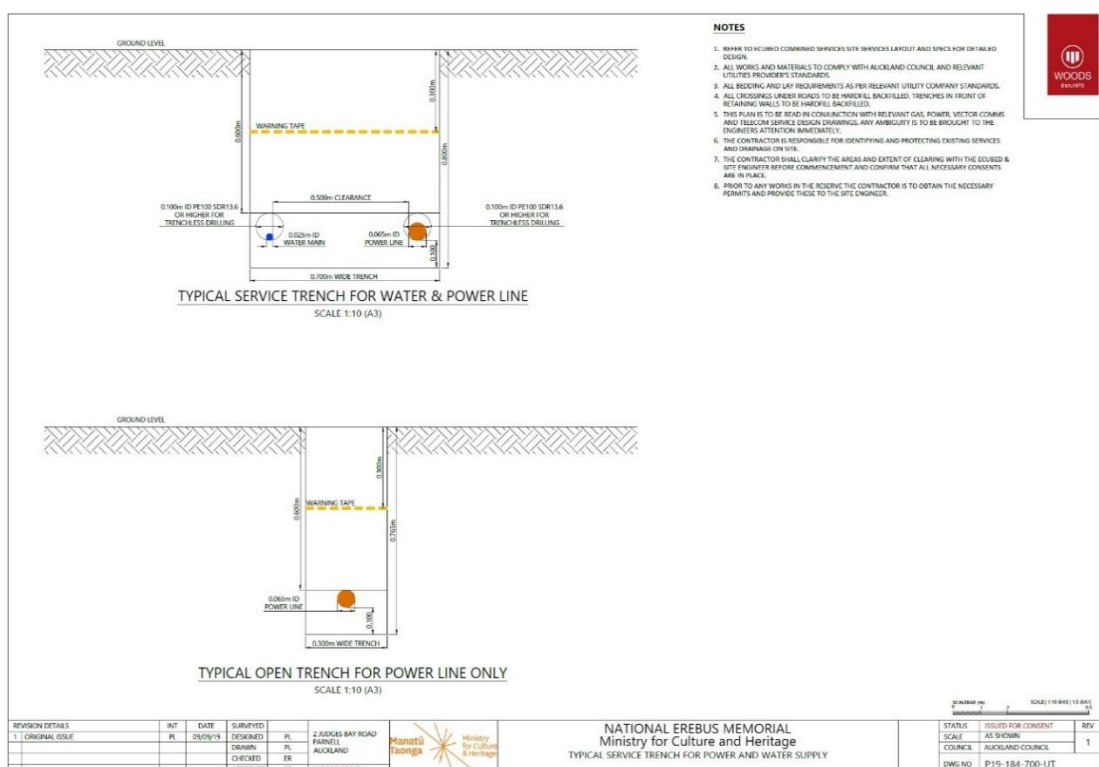 GROUND LEVEL
0.300m
WARNING TAPE
0.600m
0.800m
0.500m CLEARANCE
0.100m ID PE100 SDR13.6
OR HIGHER FOR
TRENCHLESS DRILLING
0.025m ID
WATER MAIN
0.065m ID
POWER LINE
0.100
0.100m ID PE100 SDR13.6
OR HIGHER FOR
TRENCHLESS DRILLING
0.700m WIDE TRENCH
TYPICAL SERVICE TRENCH FOR WATER & POWER LINE
SCALE 1:10 (A3)
GROUND LEVEL
0.300m
WARNING TAPE
0.600m
0.765m
0.065m ID
POWER LINE
0.100
0.300m WIDE TRENCH
TYPICAL OPEN TRENCH FOR POWER LINE ONLY
SCALE 1:10 (A3)
NOTES
1. REFER TO ECUBED COMBINED SERVICES SITE SERVICES LAYOUT AND SPECS FOR DETAILED
DESIGN.
2. ALL WORKS AND MATERIALS TO COMPLY WITH AUCKLAND COUNCIL AND RELEVANT
UTILITIES PROVIDER'S STANDARDS.
3. ALL BEDDING AND LAY REQUIREMENTS AS PER RELEVANT UTILITY COMPANY STANDARDS.
4. ALL CROSSINGS UNDER ROADS TO BE HARDFILL BACKFILLED. TRENCHES IN FRONT OF
RETAINING WALLS TO BE HARDFILL BACKFILLED.
5. THIS PLAN IS TO BE READ IN CONJUNCTION WITH RELEVANT GAS, POWER, VECTOR COMMS
AND TELECOM SERVICE DESIGN DRAWINGS. ANY AMBIGUITY IS TO BE BROUGHT TO THE
ENGINEERS ATTENTION IMMEDIATELY.
6. THE CONTRACTOR IS RESPONSIBLE FOR IDENTIFYING AND PROTECTING EXISTING SERVICES
AND DRAINAGE ON SITE.
7. THE CONTRACTOR SHALL CLARIFY THE AREAS AND EXTENT OF CLEARING WITH THE ECUBED &
SITE ENGINEER BEFORE COMMENCEMENT AND CONFIRM THAT ALL NECESSARY CONSENTS
ARE IN PLACE.
8. PRIOR TO ANY WORKS IN THE RESERVE THE CONTRACTOR IS TO OBTAIN THE NECESSARY
PERMITS AND PROVIDE THESE TO THE SITE ENGINEER.
WOODS
Est.1970
REVISION DETAILS INT DATE
1 ORIGINAL ISSUE PL 09/09/19
SURVEYED
DESIGNED PL
DRAWN PL
CHECKED ER
2 JUDGES BAY ROAD
PARNELL
AUCKLAND
Manatū
Taonga
Ministry
for Culture
& Heritage
NATIONAL EREBUS MEMORIAL
Ministry for Culture and Heritage
TYPICAL SERVICE TRENCH FOR POWER AND WATER SUPPLY
SCALEBAR (m)
STATUS ISSUED FOR CONSENT REV
SCALE AS SHOWN 1
COUNCIL AUCKLAND COUNCIL
DWG NO P19-184-700-UT